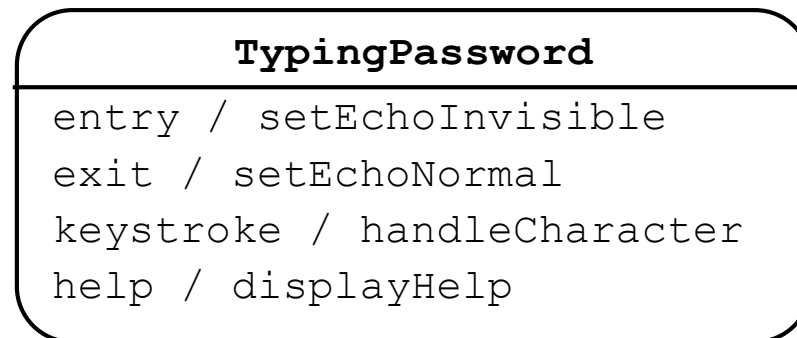 TypingPassword
entry / setEchoInvisible
exit / setEchoNormal
keystroke / handleCharacter
help / displayHelp